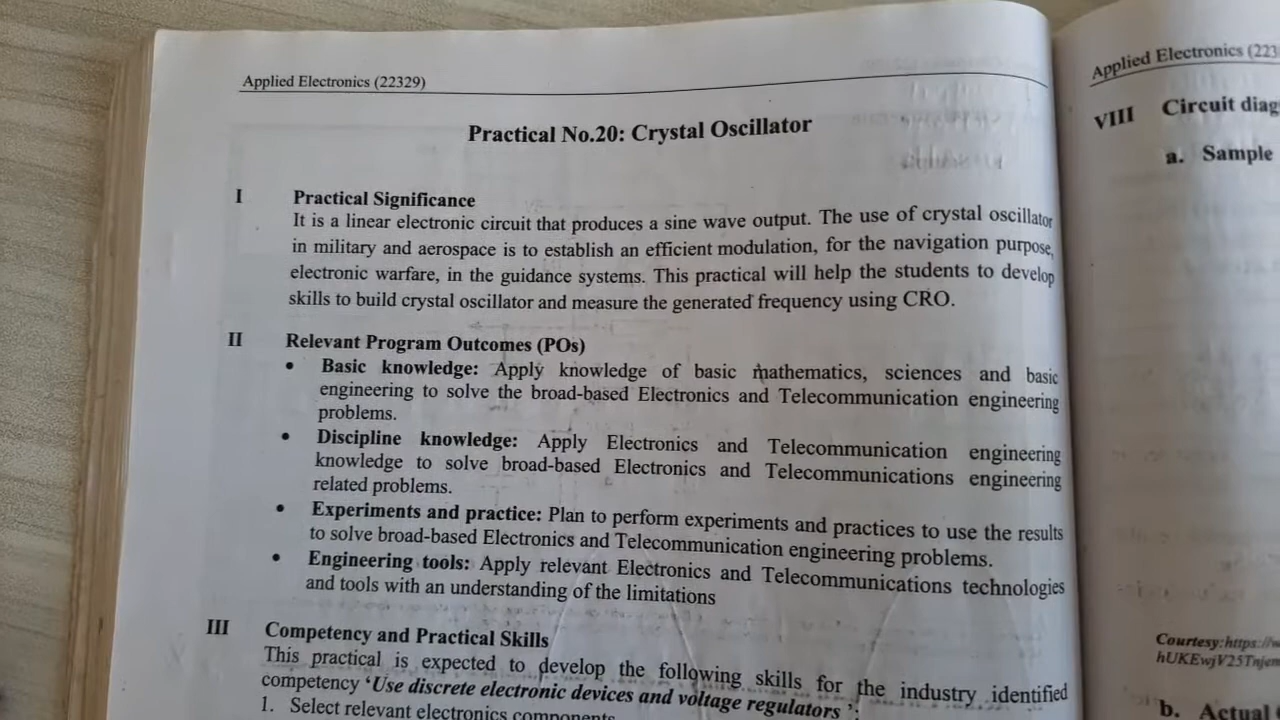 Applied Electronics (22329)
Practical No.20: Crystal Oscillator
I Practical Significance
It is a linear electronic circuit that produces a sine wave output. The use of crystal oscillator
in military and aerospace is to establish an efficient modulation, for the navigation purpose,
electronic warfare, in the guidance systems. This practical will help the students to develop
skills to build crystal oscillator and measure the generated frequency using CRO.
II Relevant Program Outcomes (POs)
• Basic knowledge: Apply knowledge of basic mathematics, sciences and basic
engineering to solve the broad-based Electronics and Telecommunication engineering
problems.
• Discipline knowledge: Apply Electronics and Telecommunication engineering
knowledge to solve broad-based Electronics and Telecommunications engineering
related problems.
• Experiments and practice: Plan to perform experiments and practices to use the results
to solve broad-based Electronics and Telecommunication engineering problems.
• Engineering tools: Apply relevant Electronics and Telecommunications technologies
and tools with an understanding of the limitations
III Competency and Practical Skills
This practical is expected to develop the following skills for the industry identified
competency ‘Use discrete electronic devices and voltage regulators ’:
1. Select relevant electronics components
Applied Electronics (223
VIII Circuit diag
a. Sample
Courtesy:https://w
b. Actual